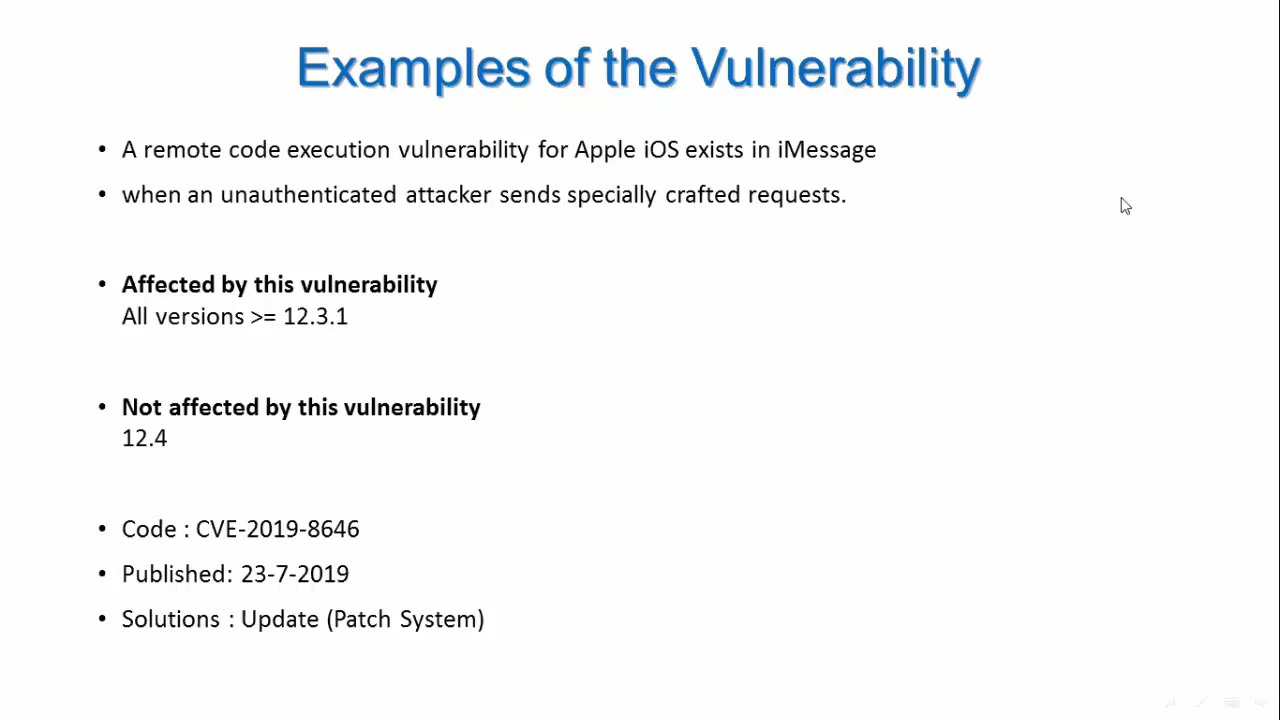 Examples of the Vulnerability
• A remote code execution vulnerability for Apple iOS exists in iMessage
• when an unauthenticated attacker sends specially crafted requests.
• Affected by this vulnerability
All versions >= 12.3.1
• Not affected by this vulnerability
12.4
• Code : CVE-2019-8646
• Published: 23-7-2019
• Solutions : Update (Patch System)